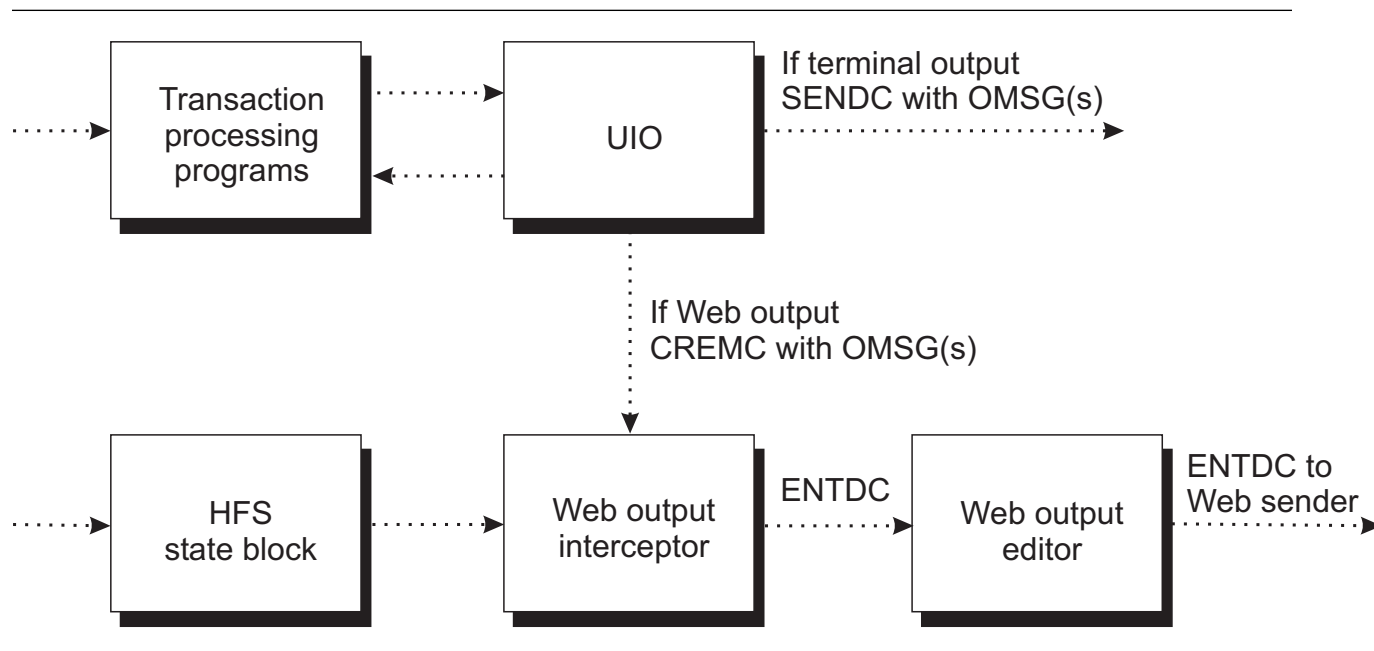 Transaction
processing
programs
UIO
If terminal output
SENDC with OMSG(s)
If Web output
CREMC with OMSG(s)
HFS
state block
Web output
interceptor
ENTDC
Web output
editor
ENTDC to
Web sender